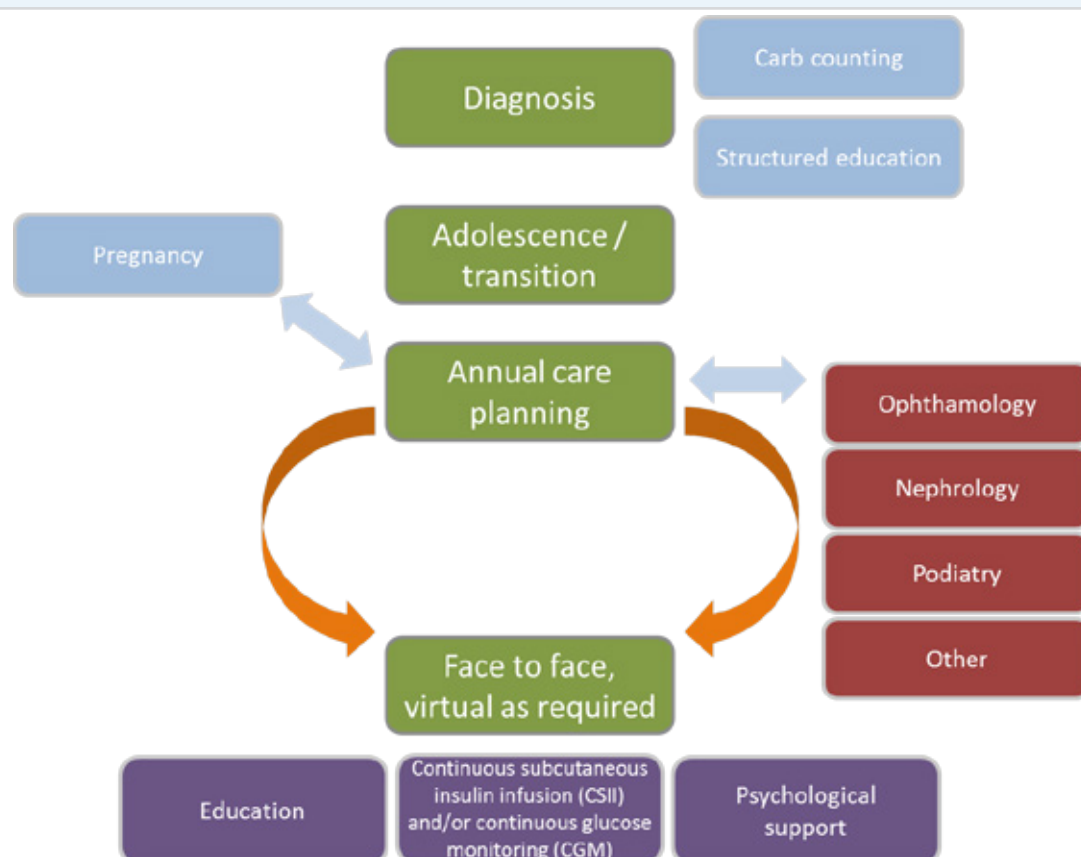 Diagnosis
Carb counting
Structured education
Pregnancy
Adolescence /
transition
Annual care
planning
Ophthamology
Nephrology
Podiatry
Other
Face to face,
virtual as required
Education
Continuous subcutaneous
insulin infusion (CSII)
and/or continuous glucose
monitoring (CGM)
Psychological
support